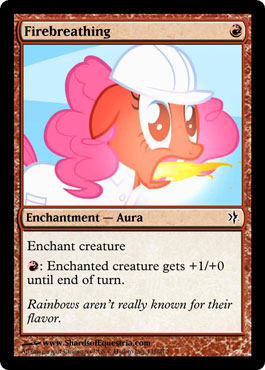 Firebreathing
Enchantment — Aura
Enchant creature
: Enchanted creature gets +1/+0
until end of turn.
Rainbows aren't really known for their
flavor.
www.ShardsofEquestria.com